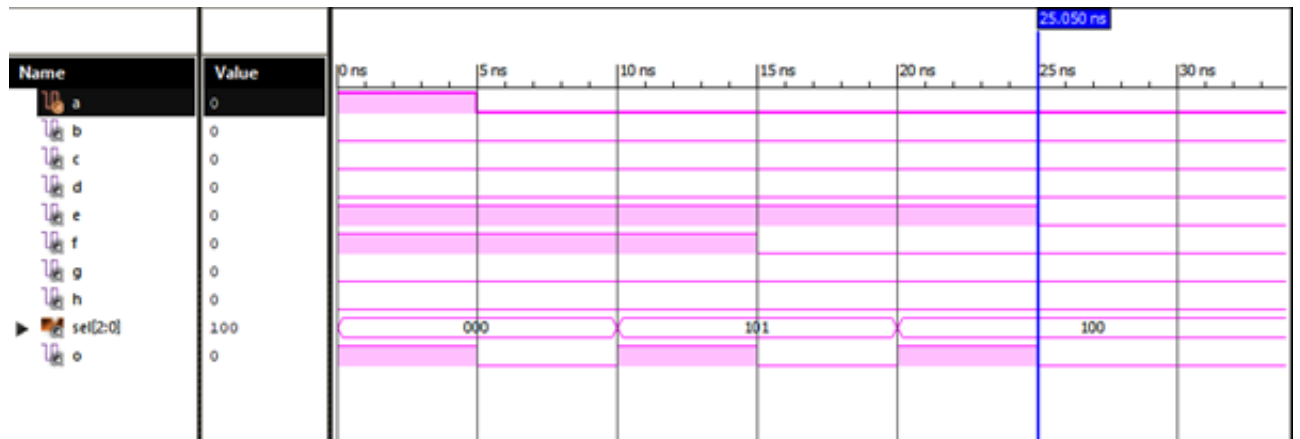 25.050 ns
Name Value 0 ns 5 ns 10 ns 15 ns 20 ns 25 ns 30 ns
a 0
b 0
c 0
d 0
e 0
f 0
g 0
h 0
sel[2:0] 100 000 101 100
o 0